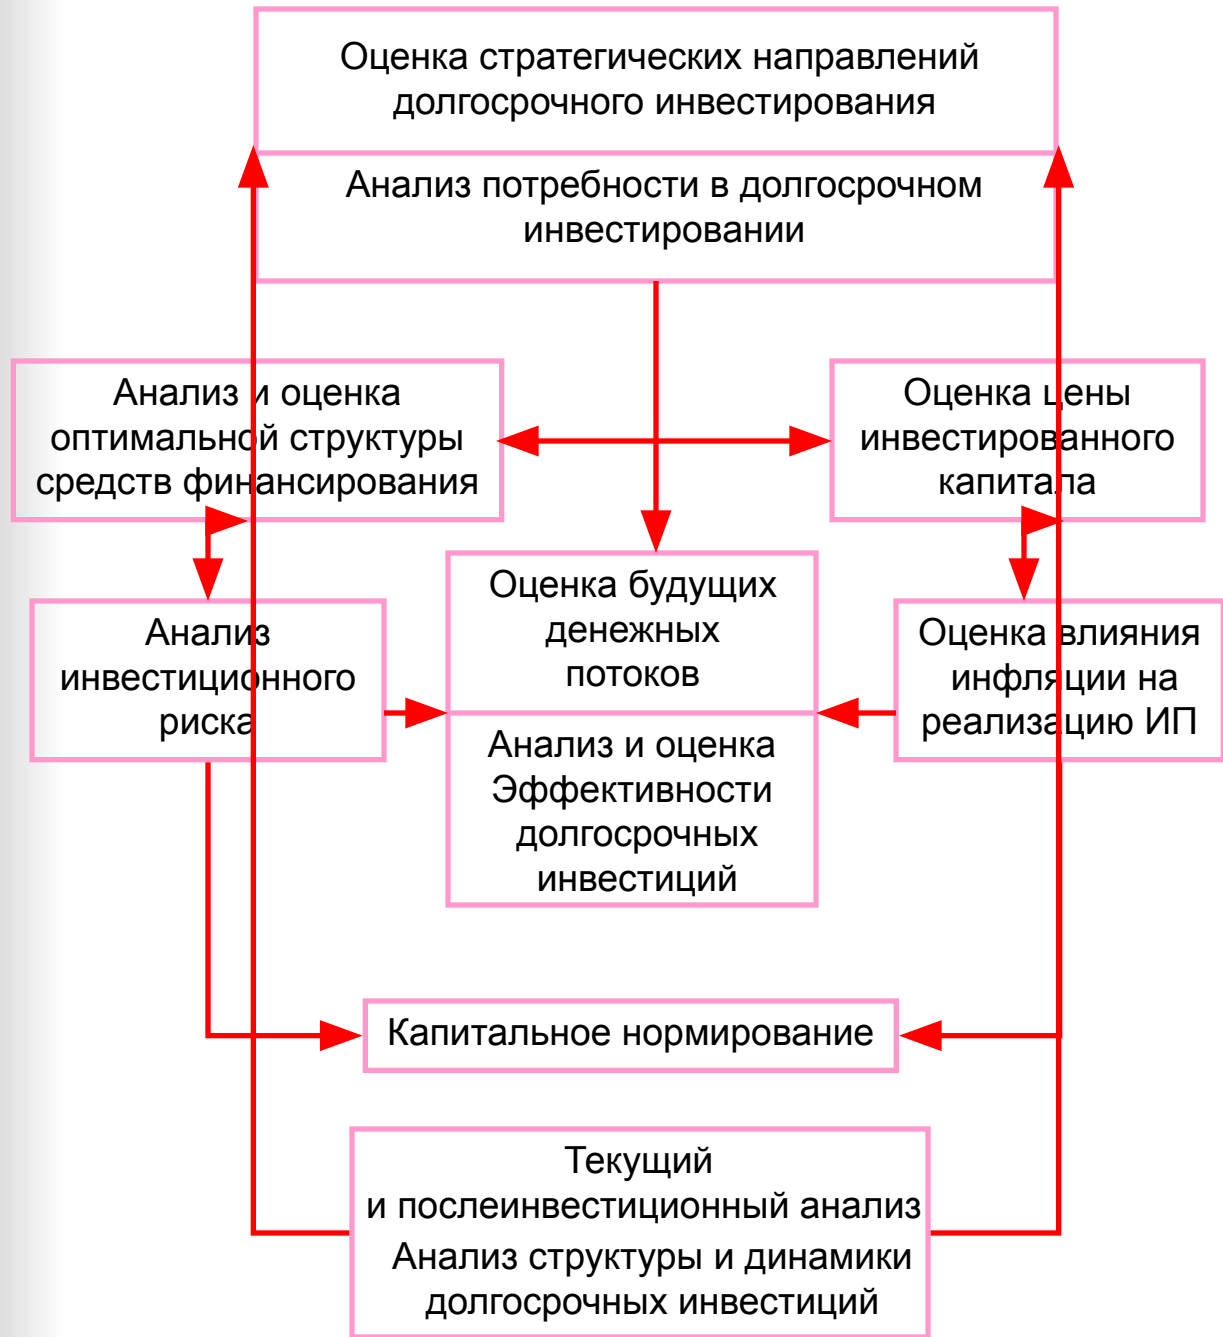 Оценка стратегических направлений
долгосрочного инвестирования
Анализ потребности в долгосрочном
инвестировании
Анализ и оценка
оптимальной структуры
средств финансирования
Оценка цены
инвестированного
капитала
Анализ
инвестиционного
риска
Оценка будущих
денежных
потоков
Оценка влияния
инфляции на
реализацию ИП
Анализ и оценка
Эффективности
долгосрочных
инвестиций
Капитальное нормирование
Текущий
и послеинвестиционный анализ
Анализ структуры и динамики
долгосрочных инвестиций